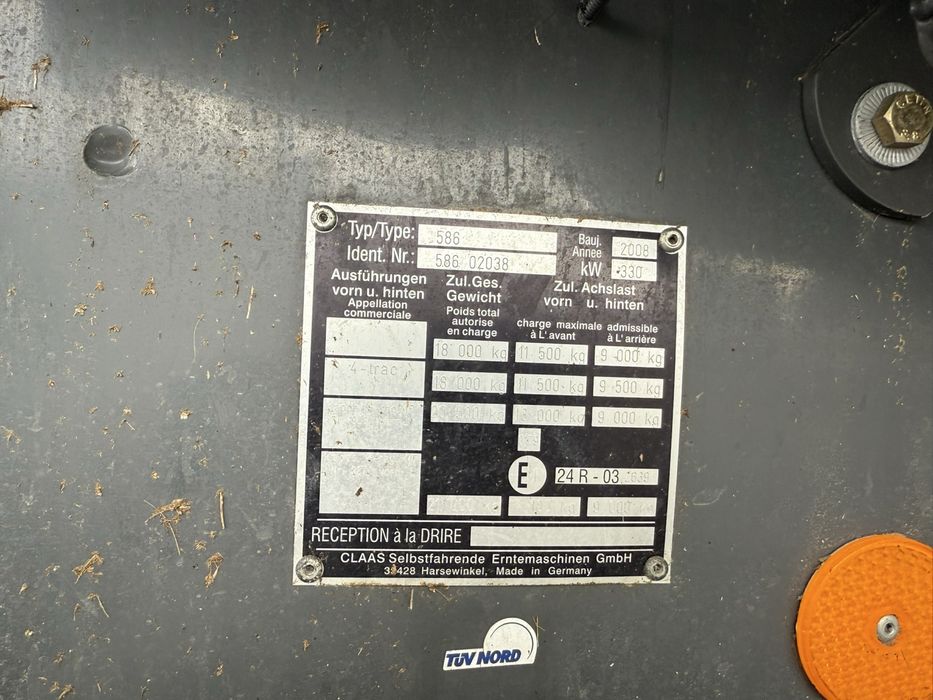 Typ/Type: 586
Bauj. Annee 2008
Ident. Nr.: 586 02038
kW 330
Ausführungen vorn u. hinten
Appellation commerciale
Zul.Ges. Gewicht
Poids total autorise en charge
Zul. Achslast vorn u. hinten
charge maximale admissible
à L'avant à L'arrière
18 000 kg 11 500 kg 9 000 kg
4-trac 18 000 kg 11 500 kg 9 500 kg
000 kg 9 000 kg
E 24 R - 03
RECEPTION à la DRIRE
CLAAS Selbstfahrende Erntemaschinen GmbH
33428 Harsewinkel, Made in Germany
TÜV NORD